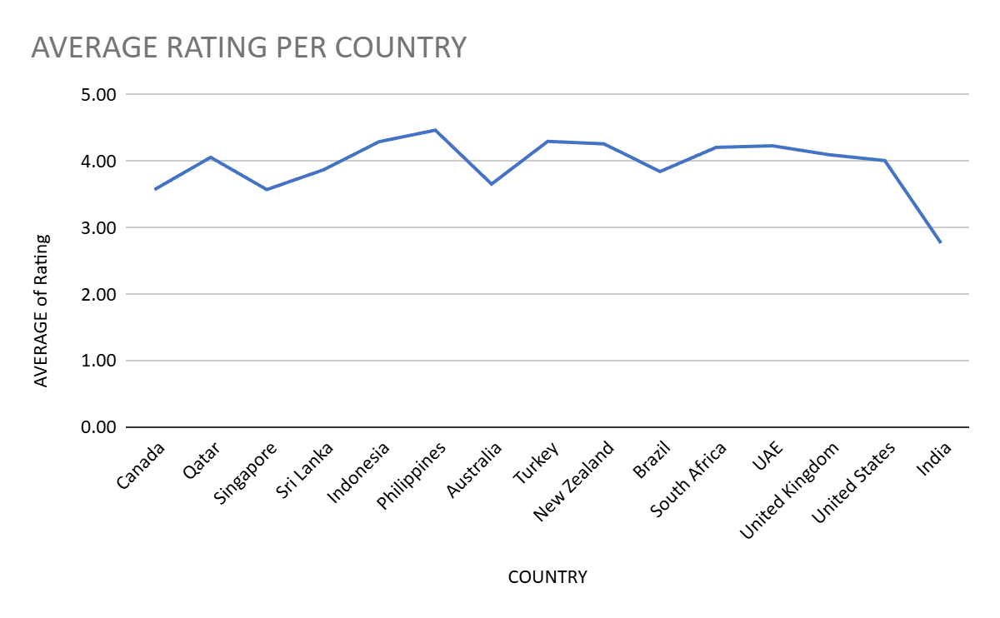 AVERAGE RATING PER COUNTRY
AVERAGE of Rating
5.00
4.00
3.00
2.00
1.00
0.00
Canada
Qatar
Singapore
Sri Lanka
Indonesia
Philippines
Australia
Turkey
New Zealand
Brazil
South Africa
UAE
United Kingdom
United States
India
COUNTRY